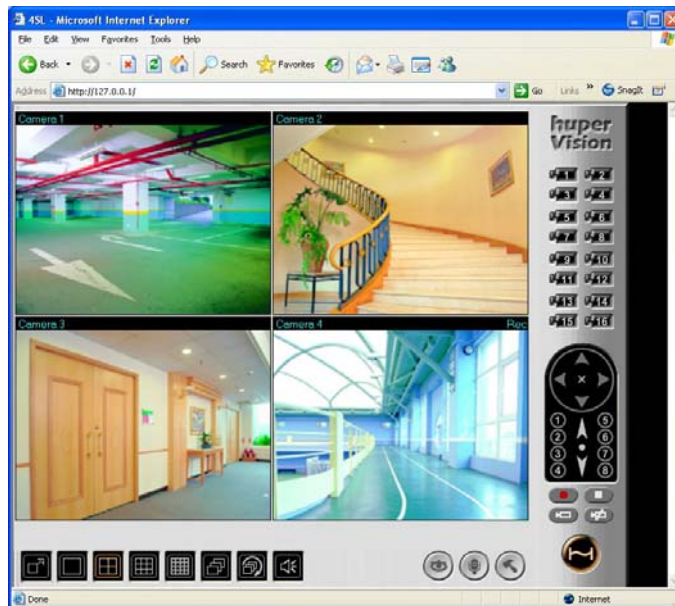 4SL - Microsoft Internet Explorer
File Edit View Favorites Tools Help
Back Search Favorites
Address http://127.0.0.1/ Go Links » SnagIt
Camera 1
Camera 2
huper
Vision
1 2
3 4
5 6
7 8
9 10
11 12
13 14
15 16
Camera 3
Camera 4 Rec
1 5
2 6
3 7
4 8
Done Internet